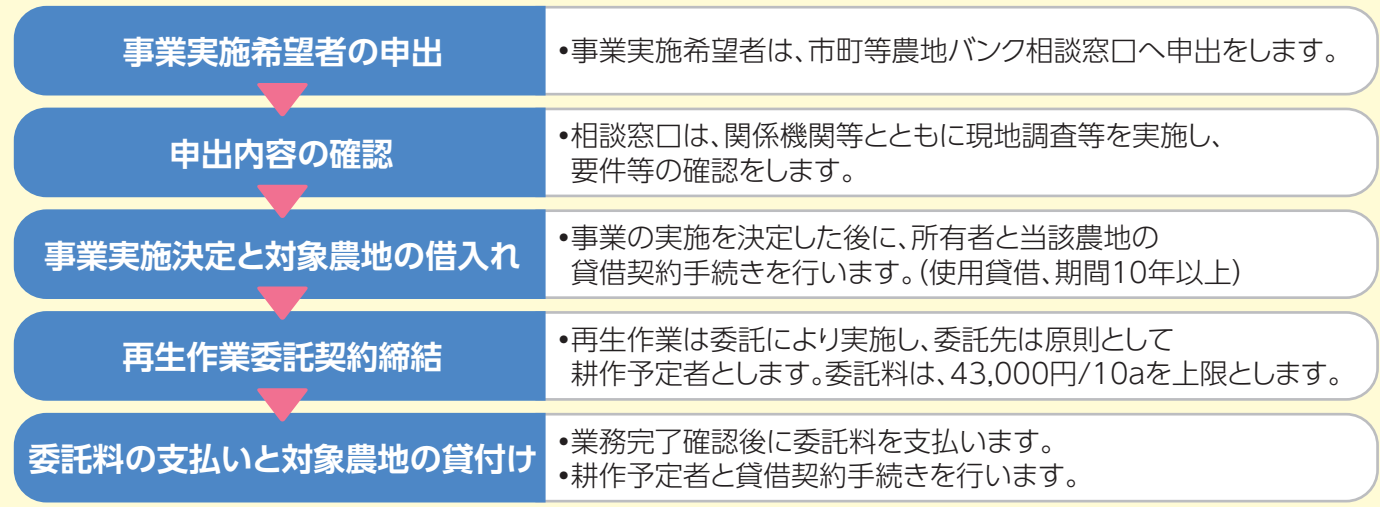 事業実施希望者の申出
•事業実施希望者は、市町等農地バンク相談窓口へ申出をします。
申出内容の確認
•相談窓口は、関係機関等とともに現地調査等を実施し、
要件等の確認をします。
事業実施決定と対象農地の借入れ
•事業の実施を決定した後に、所有者と当該農地の
貸借契約手続きを行います。(使用貸借、期間10年以上)
再生作業委託契約締結
•再生作業は委託により実施し、委託先は原則として
耕作予定者とします。委託料は、43,000円/10aを上限とします。
委託料の支払いと対象農地の貸付け
•業務完了確認後に委託料を支払います。
•耕作予定者と貸借契約手続きを行います。